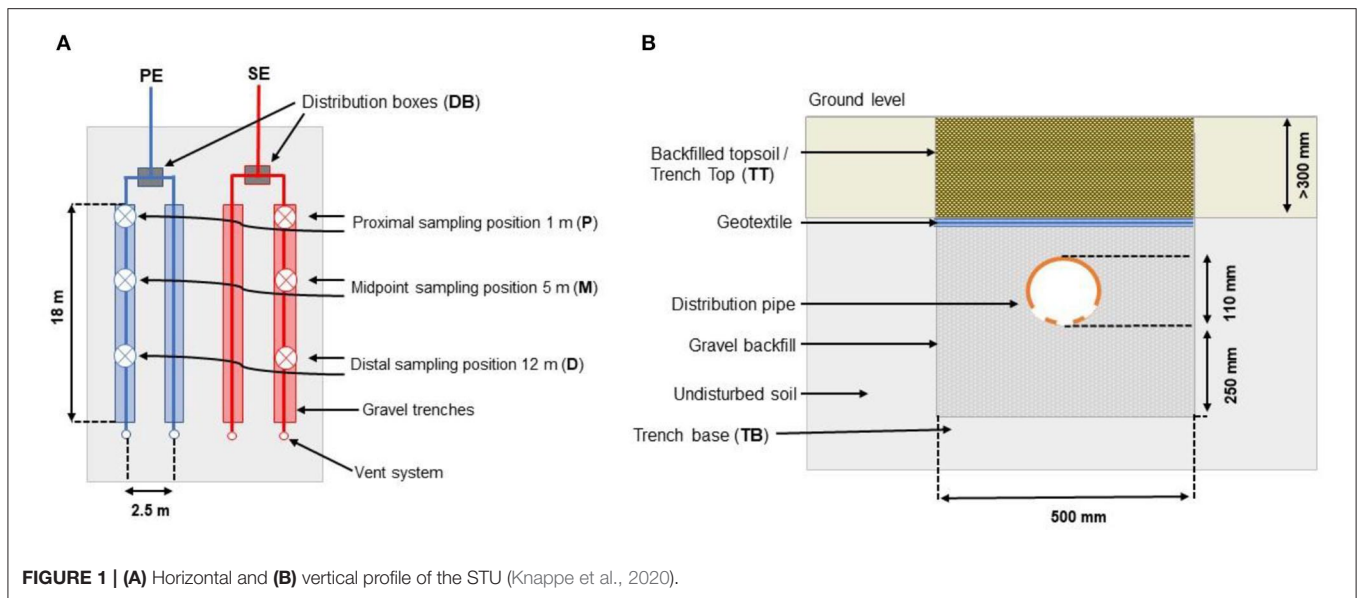 A
PE
SE
Distribution boxes (DB)
Proximal sampling position 1 m (P)
Midpoint sampling position 5 m (M)
18 m
Distal sampling position 12 m (D)
Gravel trenches
Vent system
2.5 m
B
Ground level
Backfilled topsoil /
Trench Top (TT)
>300 mm
Geotextile
Distribution pipe
110 mm
Gravel backfill
250 mm
Undisturbed soil
Trench base (TB)
500 mm
FIGURE 1 | (A) Horizontal and (B) vertical profile of the STU (Knappe et al., 2020).